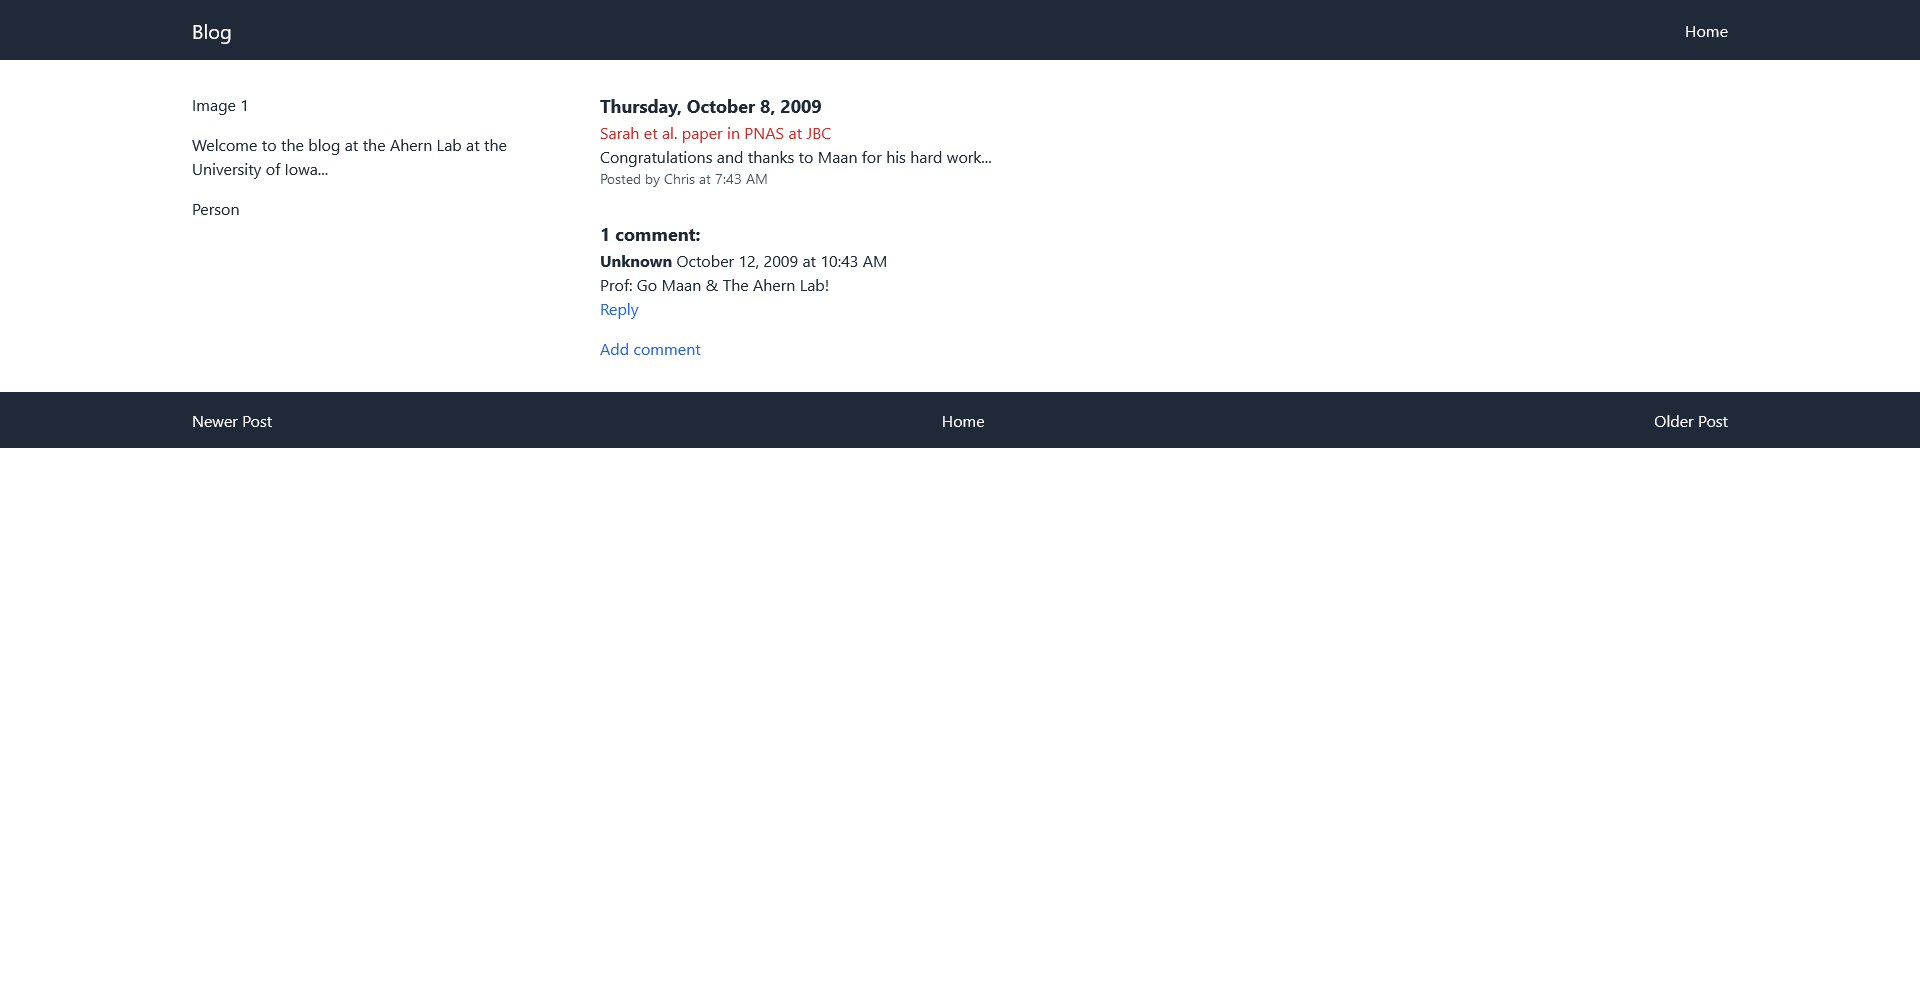 Blog
Home
Image 1
Welcome to the blog at the Ahern Lab at the
University of Iowa...
Person
Thursday, October 8, 2009
Sarah et al. paper in PNAS at JBC
Congratulations and thanks to Maan for his hard work...
Posted by Chris at 7:43 AM
1 comment:
Unknown October 12, 2009 at 10:43 AM
Prof: Go Maan & The Ahern Lab!
Reply
Add comment
Newer Post
Home
Older Post